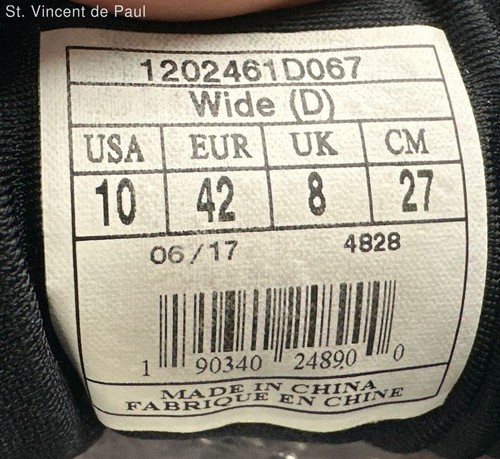 St. Vincent de Paul
1202461D067
Wide (D)
USA EUR UK CM
10 42 8 27
06/17 4828
1 90340 24890 0
MADE IN CHINA
FABRIQUE EN CHINE